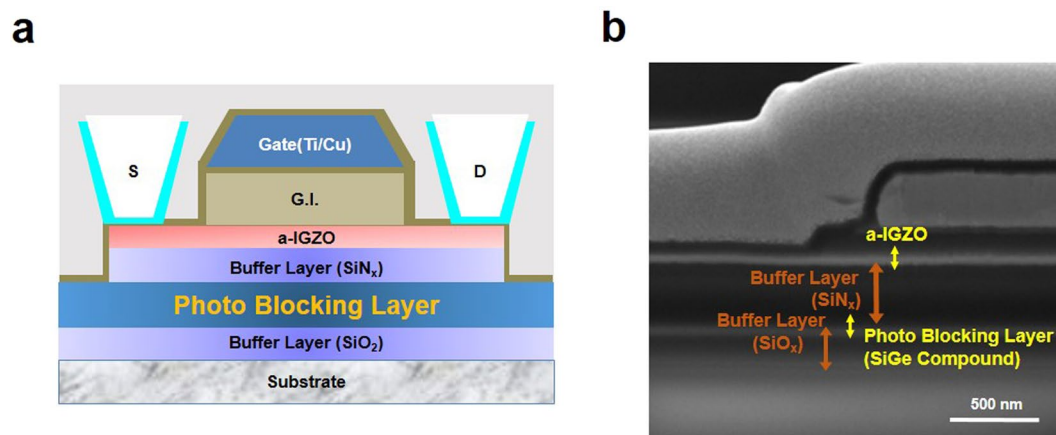 a
Gate(Ti/Cu)
S
D
G.I.
a-IGZO
Buffer Layer (SiNₓ)
Photo Blocking Layer
Buffer Layer (SiO₂)
Substrate
b
a-IGZO
Buffer Layer
(SiNₓ)
Buffer Layer
(SiOₓ)
Photo Blocking Layer
(SiGe Compound)
500 nm